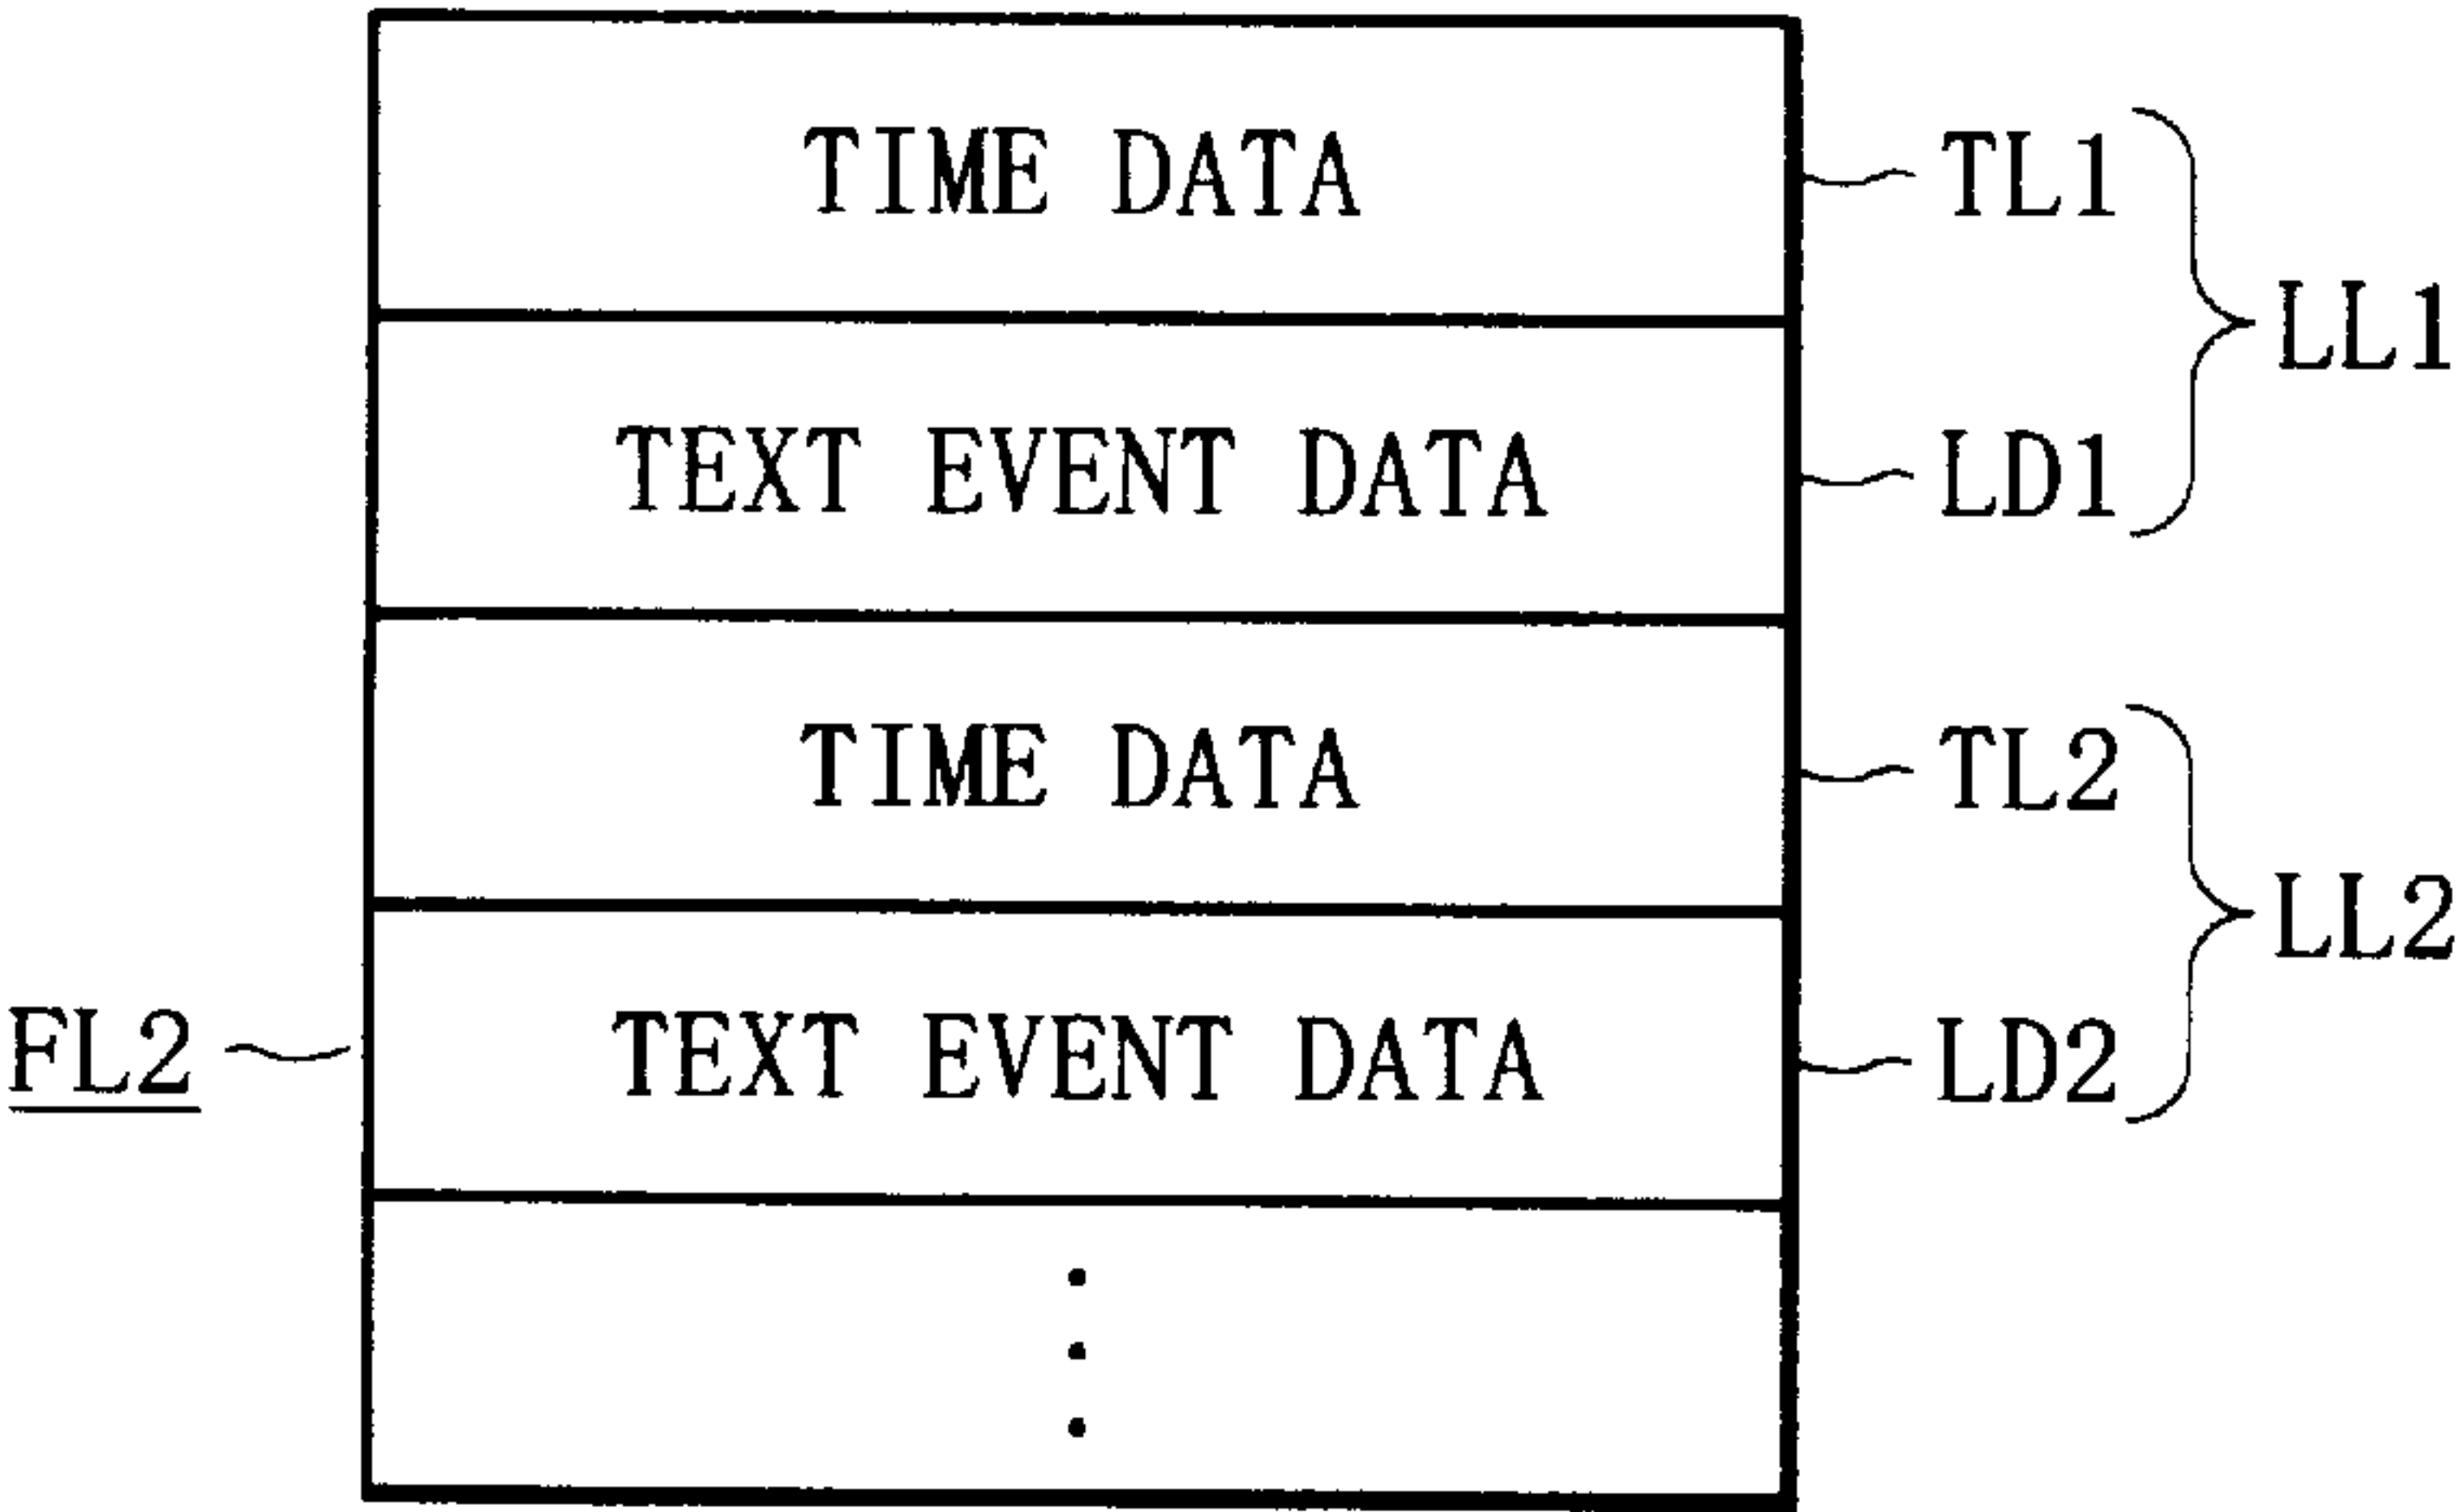 TIME DATA TL1
LL1
TEXT EVENT DATA LD1
TIME DATA TL2
LL2
FL2 TEXT EVENT DATA LD2